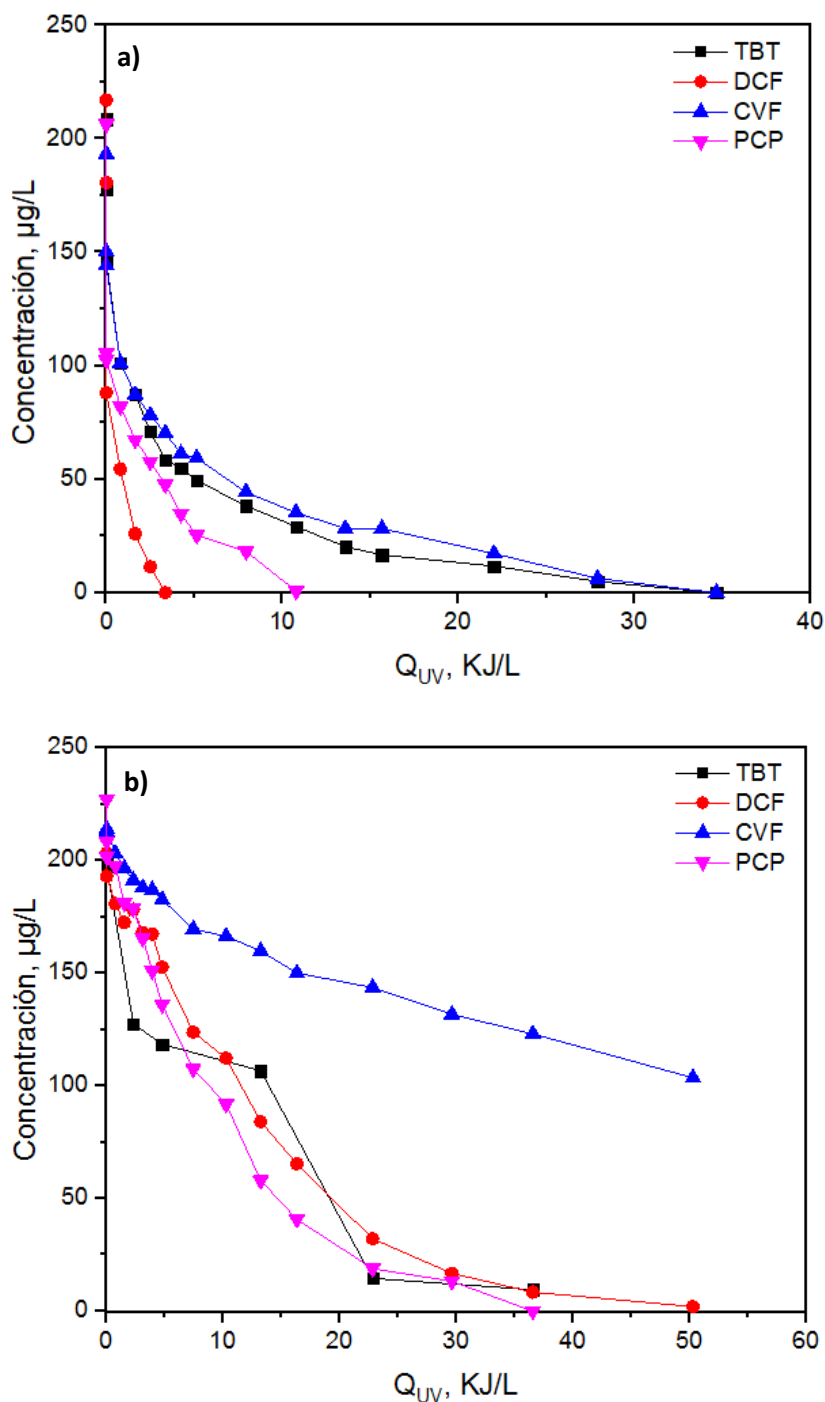 a)
TBT
DCF
CVF
PCP
250
200
150
100
50
0
Concentración, µg/L
0 10 20 30 40
Q_UV, KJ/L
b)
TBT
DCF
CVF
PCP
250
200
150
100
50
0
Concentración, µg/L
0 10 20 30 40 50 60
Q_UV, KJ/L